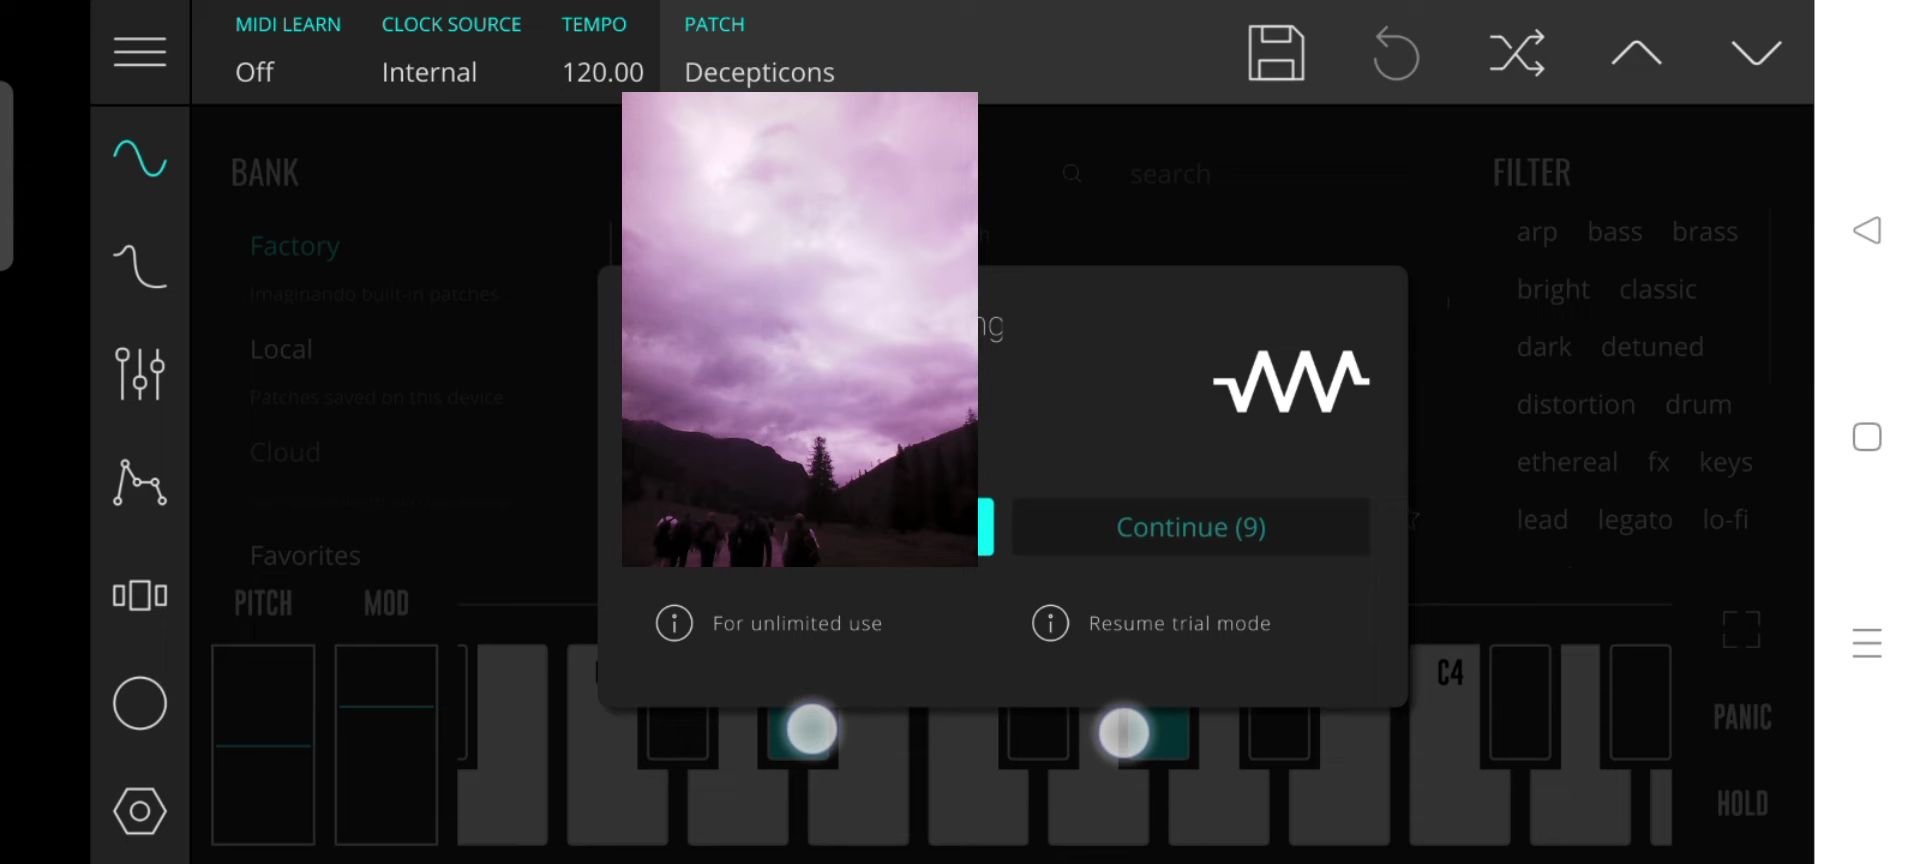 MIDI LEARN CLOCK SOURCE TEMPO PATCH
Off Internal 120.00 Decepticons
BANK
search
FILTER
Factory
Imaginando built-in patches
Local
Patches saved on this device
Cloud
Favorites
arp bass brass
bright classic
dark detuned
distortion drum
ethereal fx keys
lead legato lo-fi
Continue (9)
For unlimited use
Resume trial mode
PITCH MOD
C4
PANIC
HOLD